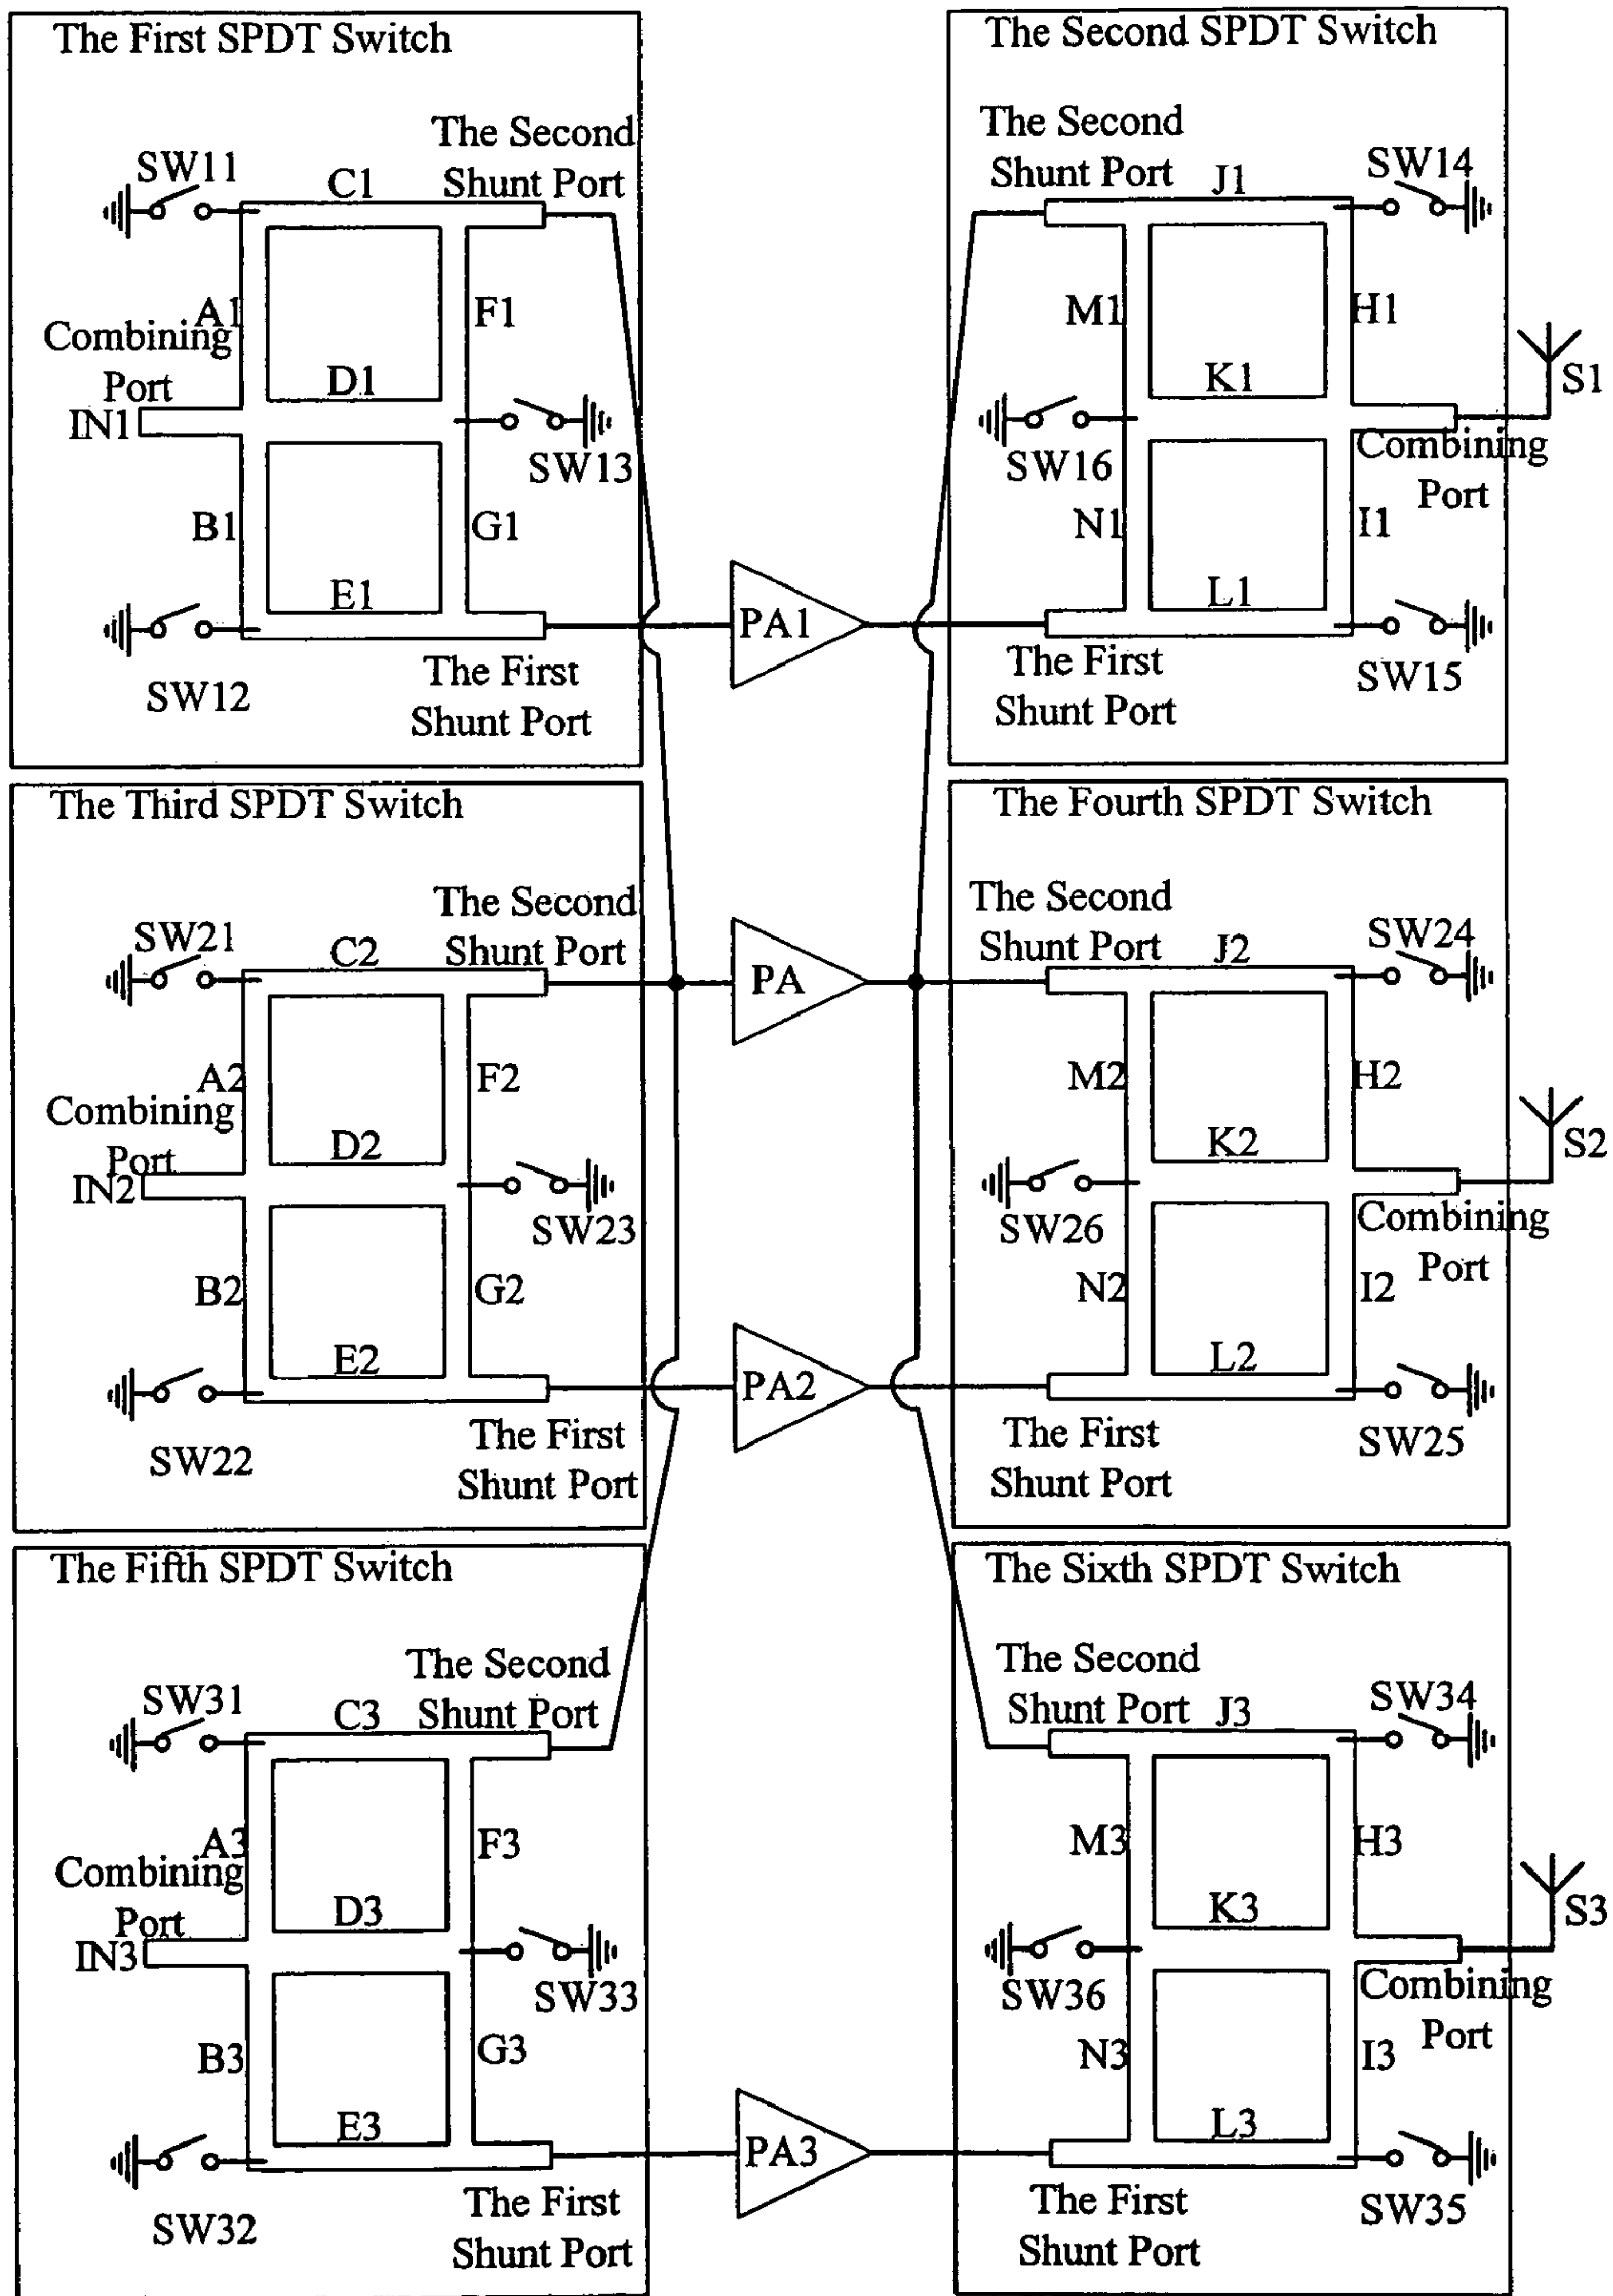 The First SPDT Switch
The Second
Shunt Port
SW11
C1
A1
F1
Combining
Port
D1
IN1
SW13
B1
G1
E1
SW12
The First
Shunt Port
The Second SPDT Switch
The Second
Shunt Port
SW14
J1
M1
H1
K1
S1
SW16
Combining
Port
N1
I1
L1
SW15
The First
Shunt Port
PA1
The Third SPDT Switch
The Second
Shunt Port
SW21
C2
A2
F2
Combining
Port
D2
IN2
SW23
B2
G2
E2
SW22
The First
Shunt Port
PA
The Fourth SPDT Switch
The Second
Shunt Port
SW24
J2
M2
H2
K2
S2
SW26
Combining
Port
N2
I2
L2
SW25
The First
Shunt Port
PA2
The Fifth SPDT Switch
The Second
Shunt Port
SW31
C3
A3
F3
Combining
Port
D3
IN3
SW33
B3
G3
E3
SW32
The First
Shunt Port
PA3
The Sixth SPDT Switch
The Second
Shunt Port
SW34
J3
M3
H3
K3
S3
SW36
Combining
Port
N3
I3
L3
SW35
The First
Shunt Port